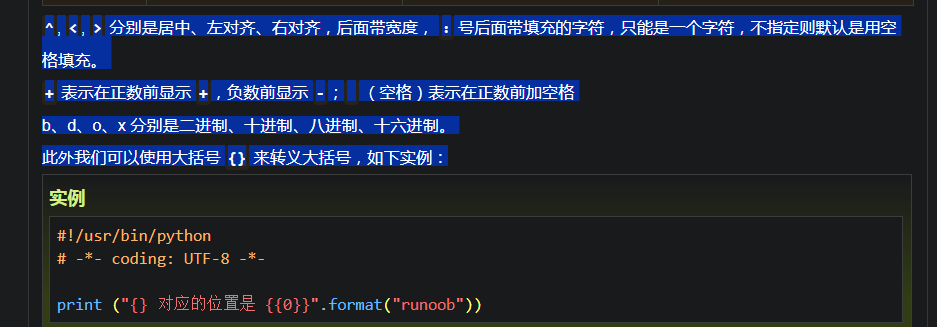 ^, <, > 分别是居中、左对齐、右对齐，后面带宽度， : 号后面带填充的字符，只能是一个字符，不指定则默认是用空
格填充。
+ 表示在正数前显示 +，负数前显示 -；  （空格）表示在正数前加空格
b、d、o、x 分别是二进制、十进制、八进制、十六进制。
此外我们可以使用大括号 {} 来转义大括号，如下实例：
实例
#!/usr/bin/python
# -*- coding: UTF-8 -*-
print ("{} 对应的位置是 {{0}}".format("runoob"))